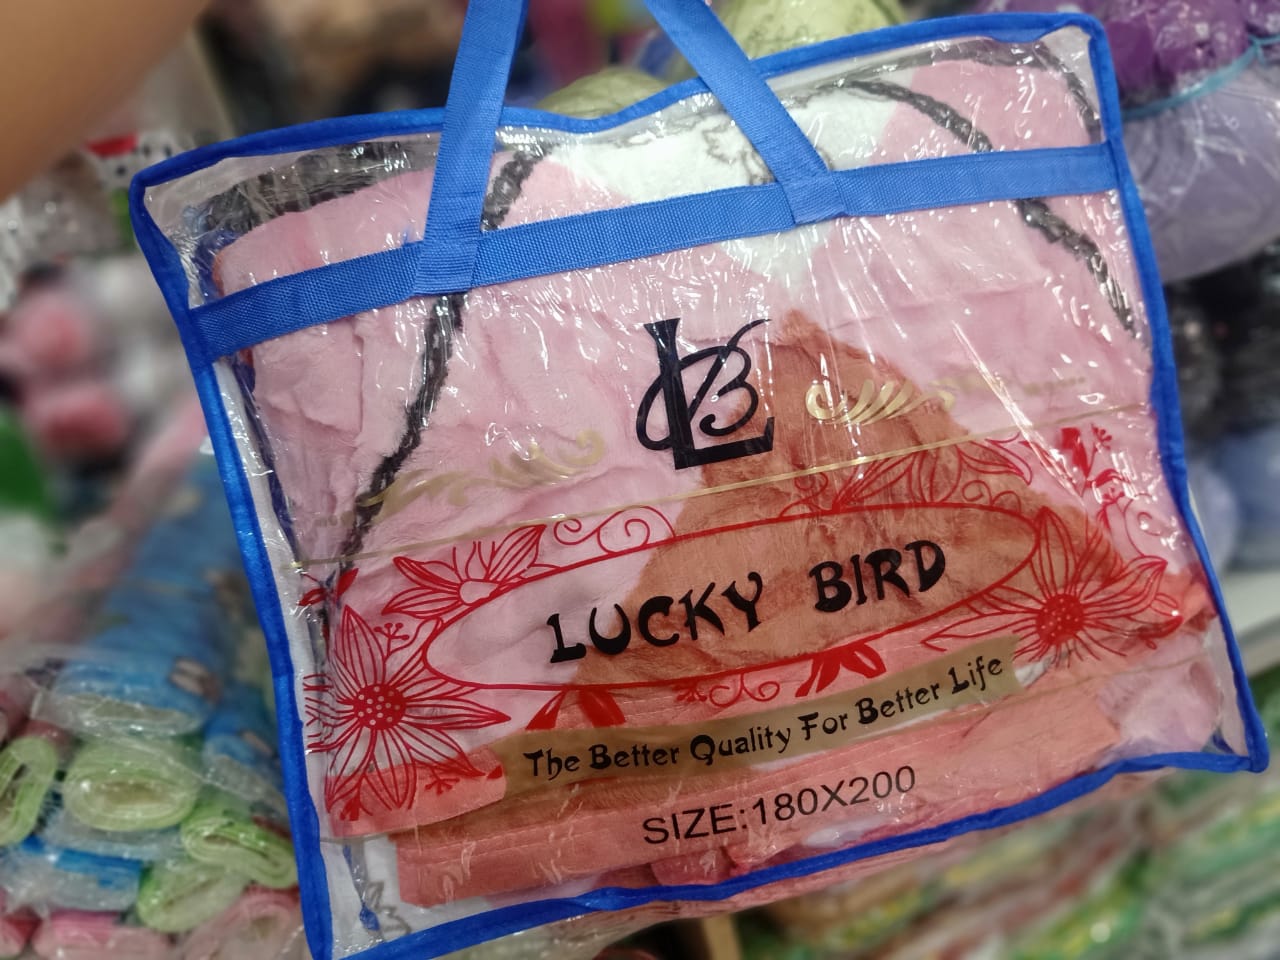 LB
LUCKY BIRD
The Better Quality For Better Life
SIZE:180X200